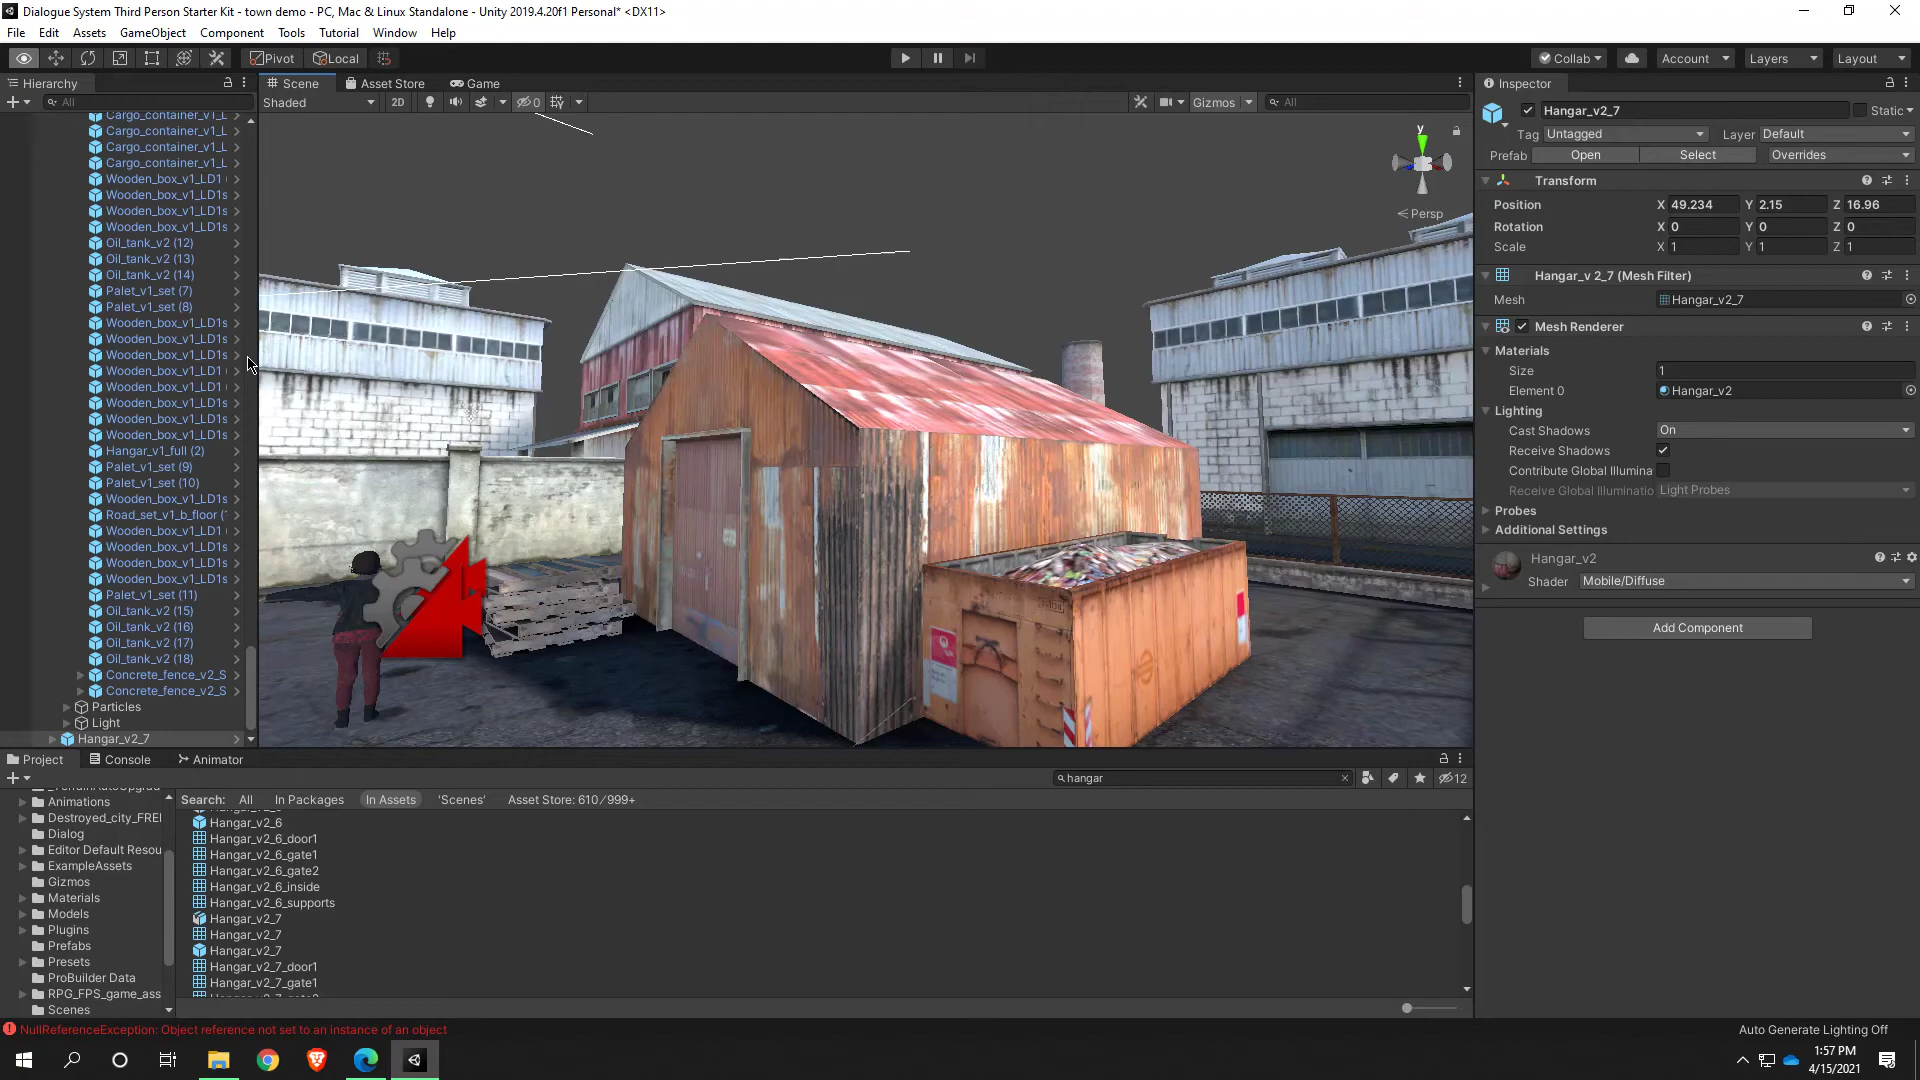 Dialogue System Third Person Starter Kit - town demo - PC, Mac & Linux Standalone - Unity 2019.4.20f1 Personal* <DX11>
File Edit Assets GameObject Component Tools Tutorial Window Help
Pivot Local Collab Account Layers Layout
Hierarchy
All
Cargo_container_v1_L
Cargo_container_v1_L
Cargo_container_v1_L
Cargo_container_v1_L
Wooden_box_v1_LD1 (
Wooden_box_v1_LD1s
Wooden_box_v1_LD1s
Wooden_box_v1_LD1s
Oil_tank_v2 (12)
Oil_tank_v2 (13)
Oil_tank_v2 (14)
Palet_v1_set (7)
Palet_v1_set (8)
Wooden_box_v1_LD1s
Wooden_box_v1_LD1s
Wooden_box_v1_LD1s
Wooden_box_v1_LD1 (
Wooden_box_v1_LD1 (
Wooden_box_v1_LD1s
Wooden_box_v1_LD1s
Wooden_box_v1_LD1s
Hangar_v1_full (2)
Palet_v1_set (9)
Palet_v1_set (10)
Wooden_box_v1_LD1s
Road_set_v1_b_floor (1
Wooden_box_v1_LD1 (
Wooden_box_v1_LD1s
Wooden_box_v1_LD1s
Wooden_box_v1_LD1s
Palet_v1_set (11)
Oil_tank_v2 (15)
Oil_tank_v2 (16)
Oil_tank_v2 (17)
Oil_tank_v2 (18)
Concrete_fence_v2_S
Concrete_fence_v2_S
Particles
Light
Hangar_v2_7
Scene Asset Store Game
Shaded 2D 0 Gizmos All
y
Persp
Inspector
Hangar_v2_7 Static
Tag Untagged Layer Default
Prefab Open Select Overrides
Transform
Position X 49.234 Y 2.15 Z 16.96
Rotation X 0 Y 0 Z 0
Scale X 1 Y 1 Z 1
Hangar_v 2_7 (Mesh Filter)
Mesh Hangar_v2_7
Mesh Renderer
Materials
Size 1
Element 0 Hangar_v2
Lighting
Cast Shadows On
Receive Shadows
Contribute Global Illumina
Receive Global Illuminatio Light Probes
Probes
Additional Settings
Hangar_v2
Shader Mobile/Diffuse
Add Component
Project Console Animator
hangar 12
Animations
Destroyed_city_FREI
Dialog
Editor Default Resou
ExampleAssets
Gizmos
Materials
Models
Plugins
Prefabs
Presets
ProBuilder Data
RPG_FPS_game_ass
Scenes
Search: All In Packages In Assets 'Scenes' Asset Store: 610/999+
Hangar_v2_6
Hangar_v2_6_door1
Hangar_v2_6_gate1
Hangar_v2_6_gate2
Hangar_v2_6_inside
Hangar_v2_6_supports
Hangar_v2_7
Hangar_v2_7
Hangar_v2_7
Hangar_v2_7_door1
Hangar_v2_7_gate1
NullReferenceException: Object reference not set to an instance of an object
Auto Generate Lighting Off
1:57 PM
4/15/2021